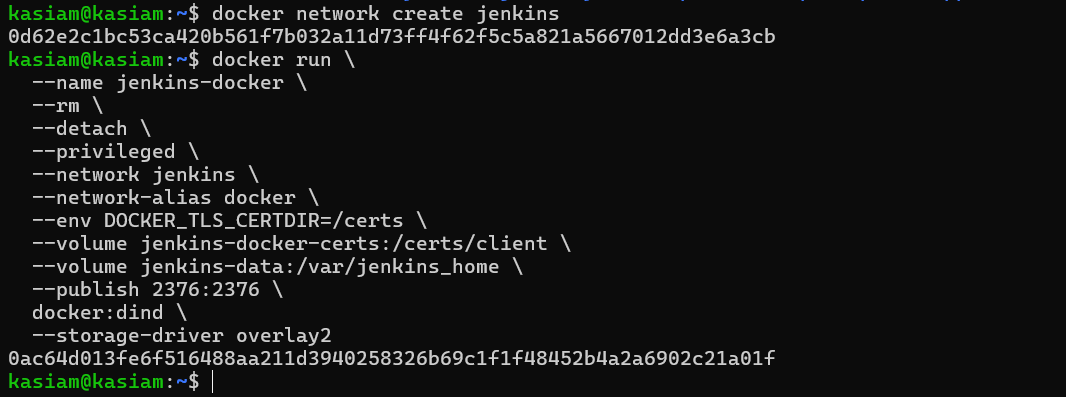 kasiam@kasiam:~$ docker network create jenkins
0d62e2c1bc53ca420b561f7b032a11d73ff4f62f5c5a821a5667012dd3e6a3cb
kasiam@kasiam:~$ docker run \
  --name jenkins-docker \
  --rm \
  --detach \
  --privileged \
  --network jenkins \
  --network-alias docker \
  --env DOCKER_TLS_CERTDIR=/certs \
  --volume jenkins-docker-certs:/certs/client \
  --volume jenkins-data:/var/jenkins_home \
  --publish 2376:2376 \
  docker:dind \
  --storage-driver overlay2
0ac64d013fe6f516488aa211d3940258326b69c1f1f48452b4a2a6902c21a01f
kasiam@kasiam:~$